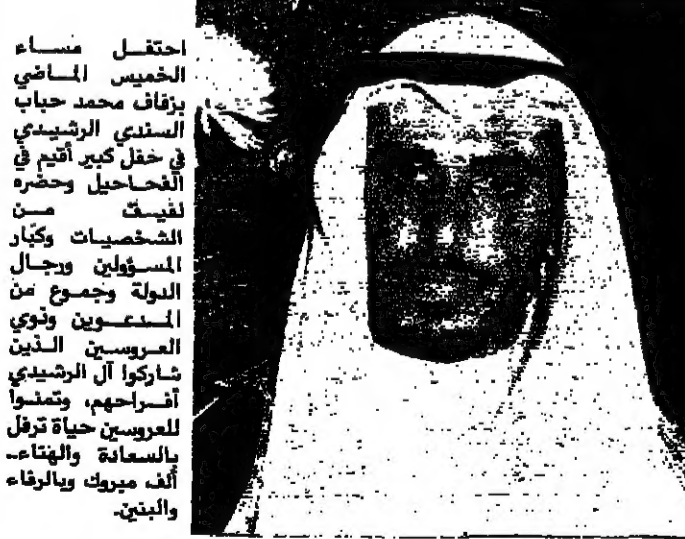 احتفل مساء
الخميس الماضي
بزفاف محمد حباب
السندي الرشيدي
في حفل كبير أقيم في
الفحاحيل وحضره
لفيف من
الشخصيات وكبار
المسؤولين ورجال
الدولة وجموع من
المدعوين وذوي
العروسين الذين
شاركوا آل الرشيدي
أفراحهم، وتمنوا
للعروسين حياة ترفل
بالسعادة والهناء.
ألف مبروك وبالرفاء
والبنين.